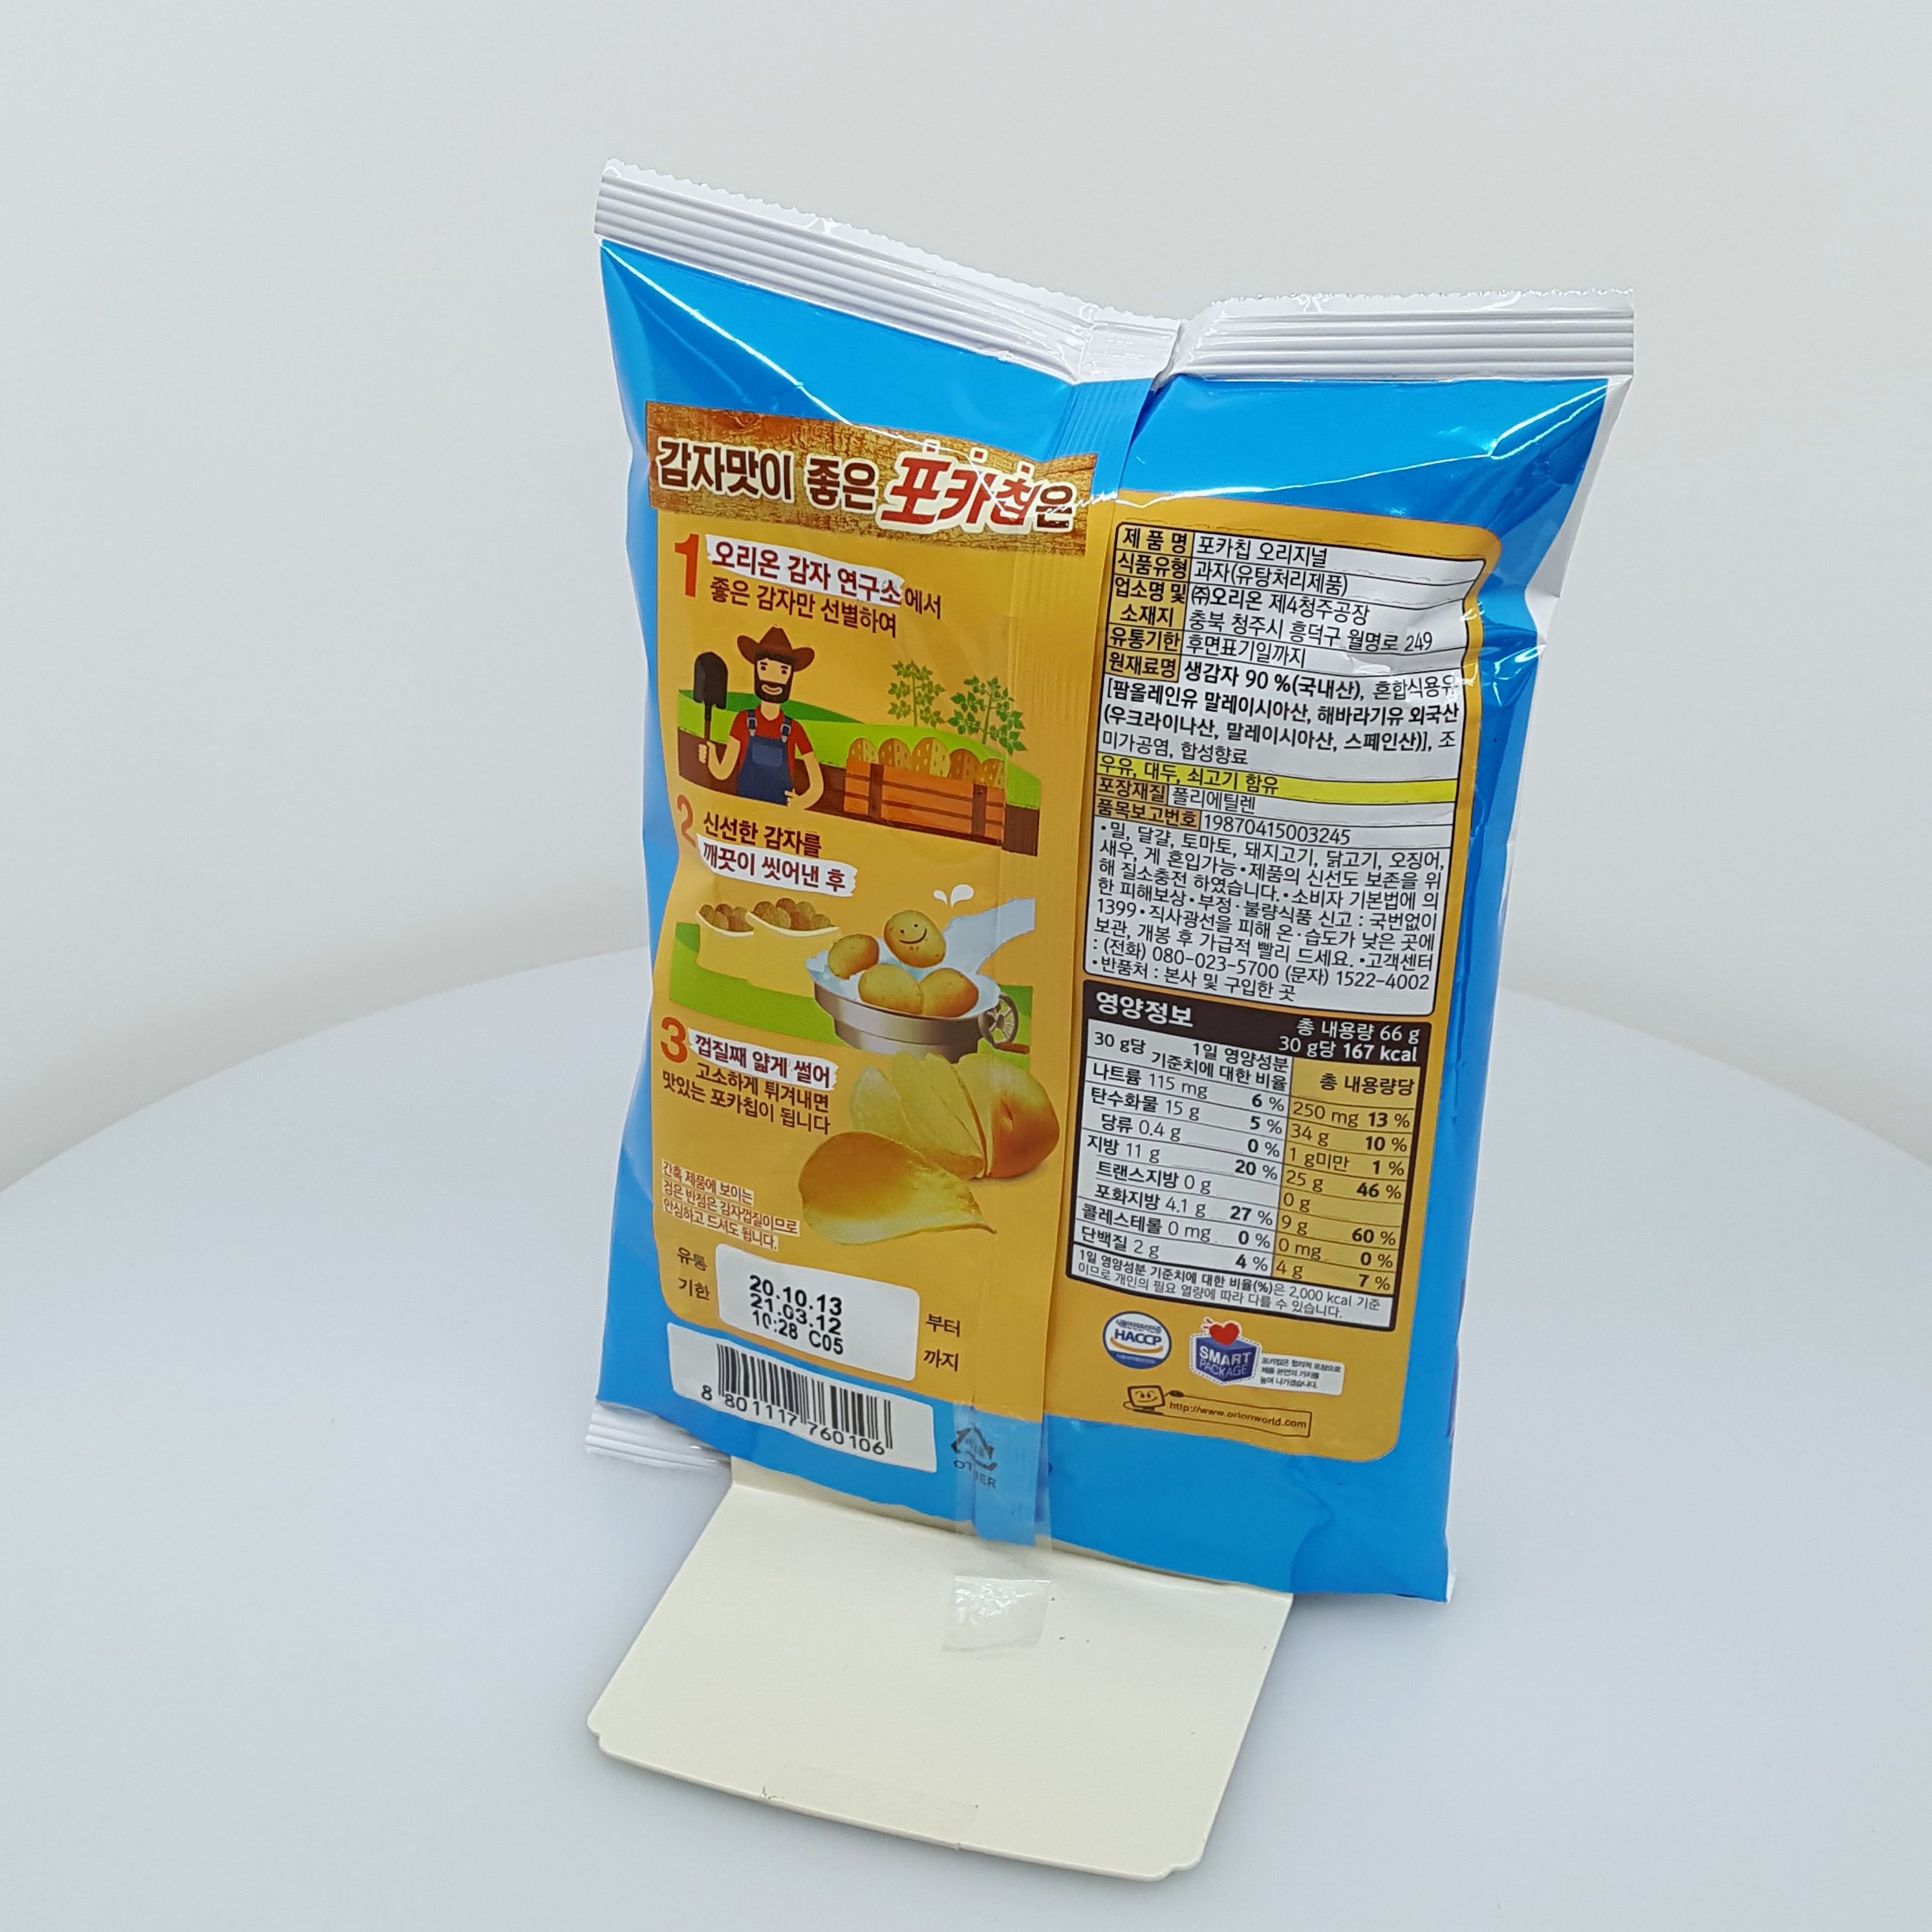 감자맛이 좋은 포카칩은
1 오리온 감자 연구소에서
좋은 감자만 선별하여
2 신선한 감자를
깨끗이 씻어낸 후
3 껍질째 얇게 썰어
고소하게 튀겨내면
맛있는 포카칩이 됩니다
간혹 제품에 보이는
검은 반점은 감자껍질이므로
안심하고 드셔도 됩니다.
유통
기한
20.10.13
21.03.12
10:28 C05
부터
까지
8 801117 760106
OTHER
제 품 명 포카칩 오리지널
식품유형 과자(유탕처리제품)
업소명 및 ㈜오리온 제4청주공장
소재지 충북 청주시 흥덕구 월명로 249
유통기한 후면표기일까지
원재료명 생감자 90 %(국내산), 혼합식용유
[팜올레인유 말레이시아산, 해바라기유 외국산
(우크라이나산, 말레이시아산, 스페인산)], 조
미가공염, 합성향료
우유, 대두, 쇠고기 함유
포장재질 폴리에틸렌
품목보고번호 19870415003245
•밀, 달걀, 토마토, 돼지고기, 닭고기, 오징어,
새우, 게 혼입가능•제품의 신선도 보존을 위
해 질소충전 하였습니다.•소비자 기본법에 의
한 피해보상•부정·불량식품 신고 : 국번없이
1399•직사광선을 피해 온·습도가 낮은 곳에
보관, 개봉 후 가급적 빨리 드세요. •고객센터
: (전화) 080-023-5700 (문자) 1522-4002
•반품처 : 본사 및 구입한 곳
영양정보 총 내용량 66 g
30 g당 167 kcal
30 g당 1일 영양성분
기준치에 대한 비율 총 내용량당
나트륨 115 mg 6 % 250 mg 13 %
탄수화물 15 g 5 % 34 g 10 %
당류 0.4 g 0 % 1 g미만 1 %
지방 11 g 20 % 25 g 46 %
트랜스지방 0 g 0 g
포화지방 4.1 g 27 % 9 g 60 %
콜레스테롤 0 mg 0 % 0 mg 0 %
단백질 2 g 4 % 4 g 7 %
1일 영양성분 기준치에 대한 비율(%)은 2,000 kcal 기준
이므로 개인의 필요 열량에 따라 다를 수 있습니다.
HACCP
SMART
PACKAGE
포카칩은 합리적 포장으로
제품 본연의 가치를
높여 나가겠습니다.
http://www.orionworld.com